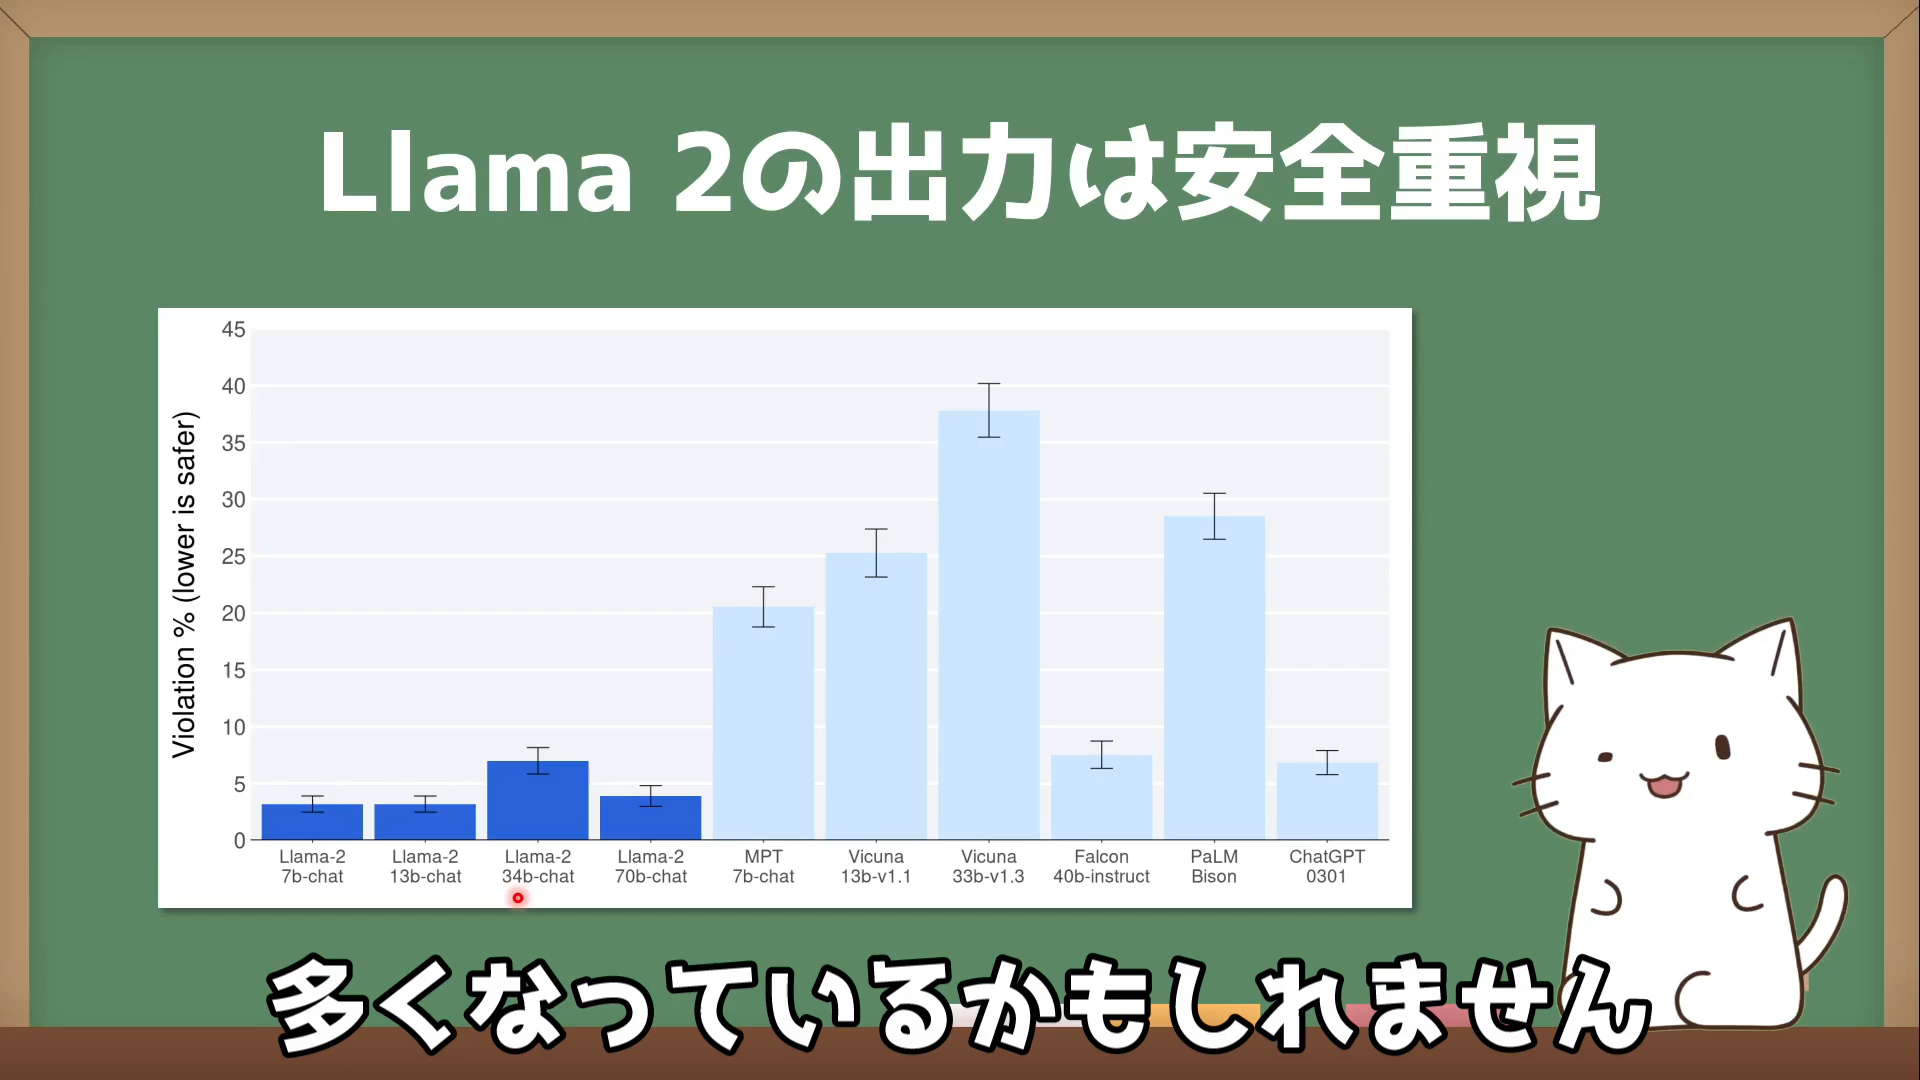 Llama 2の出力は安全重視
Violation % (lower is safer)
45
40
35
30
25
20
15
10
5
0
Llama-2
7b-chat
Llama-2
13b-chat
Llama-2
34b-chat
Llama-2
70b-chat
MPT
7b-chat
Vicuna
13b-v1.1
Vicuna
33b-v1.3
Falcon
40b-instruct
PaLM
Bison
ChatGPT
0301
多くなっているかもしれません